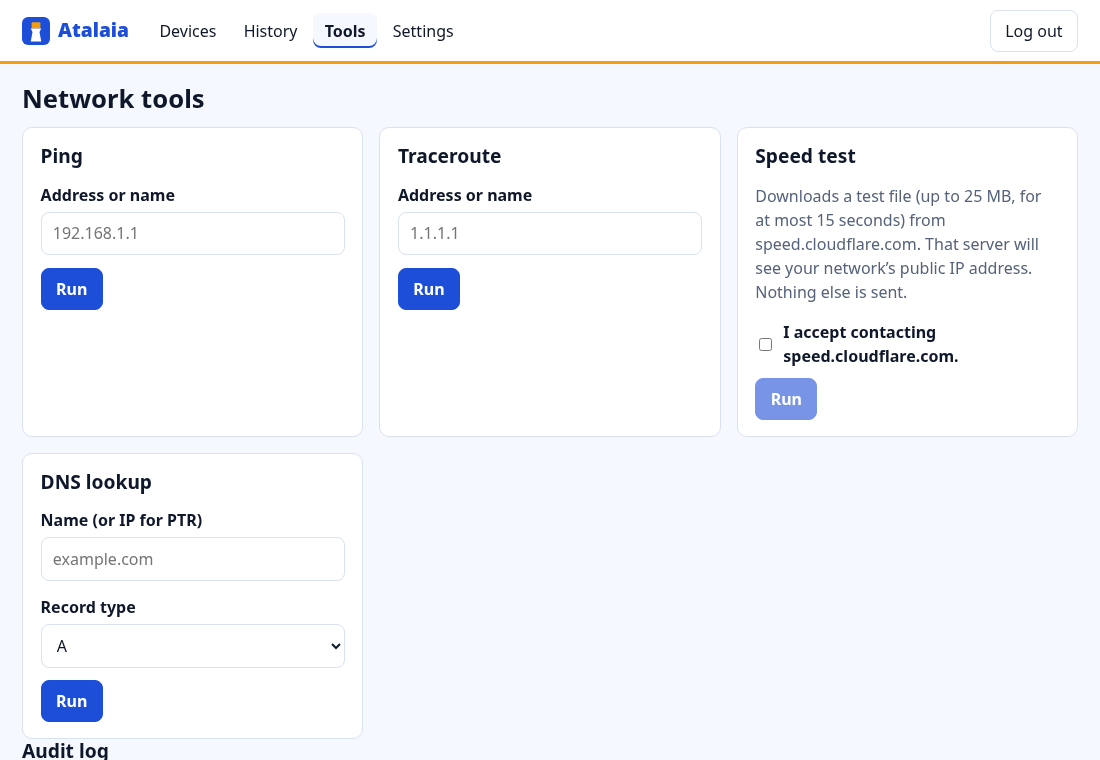 Atalaia
Devices
History
Tools
Settings
Log out
Network tools
Ping
Address or name
192.168.1.1
Run
Traceroute
Address or name
1.1.1.1
Run
Speed test
Downloads a test file (up to 25 MB, for
at most 15 seconds) from
speed.cloudflare.com. That server will
see your network’s public IP address.
Nothing else is sent.
I accept contacting
speed.cloudflare.com.
Run
DNS lookup
Name (or IP for PTR)
example.com
Record type
A
Run
Audit log